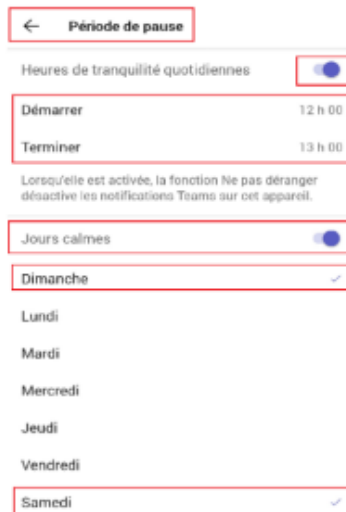 Période de pause
Heures de tranquilité quotidiennes
Démarrer 12 h 00
Terminer 13 h 00
Lorsqu'elle est activée, la fonction Ne pas déranger
désactive les notifications Teams sur cet appareil.
Jours calmes
Dimanche
Lundi
Mardi
Mercredi
Jeudi
Vendredi
Samedi